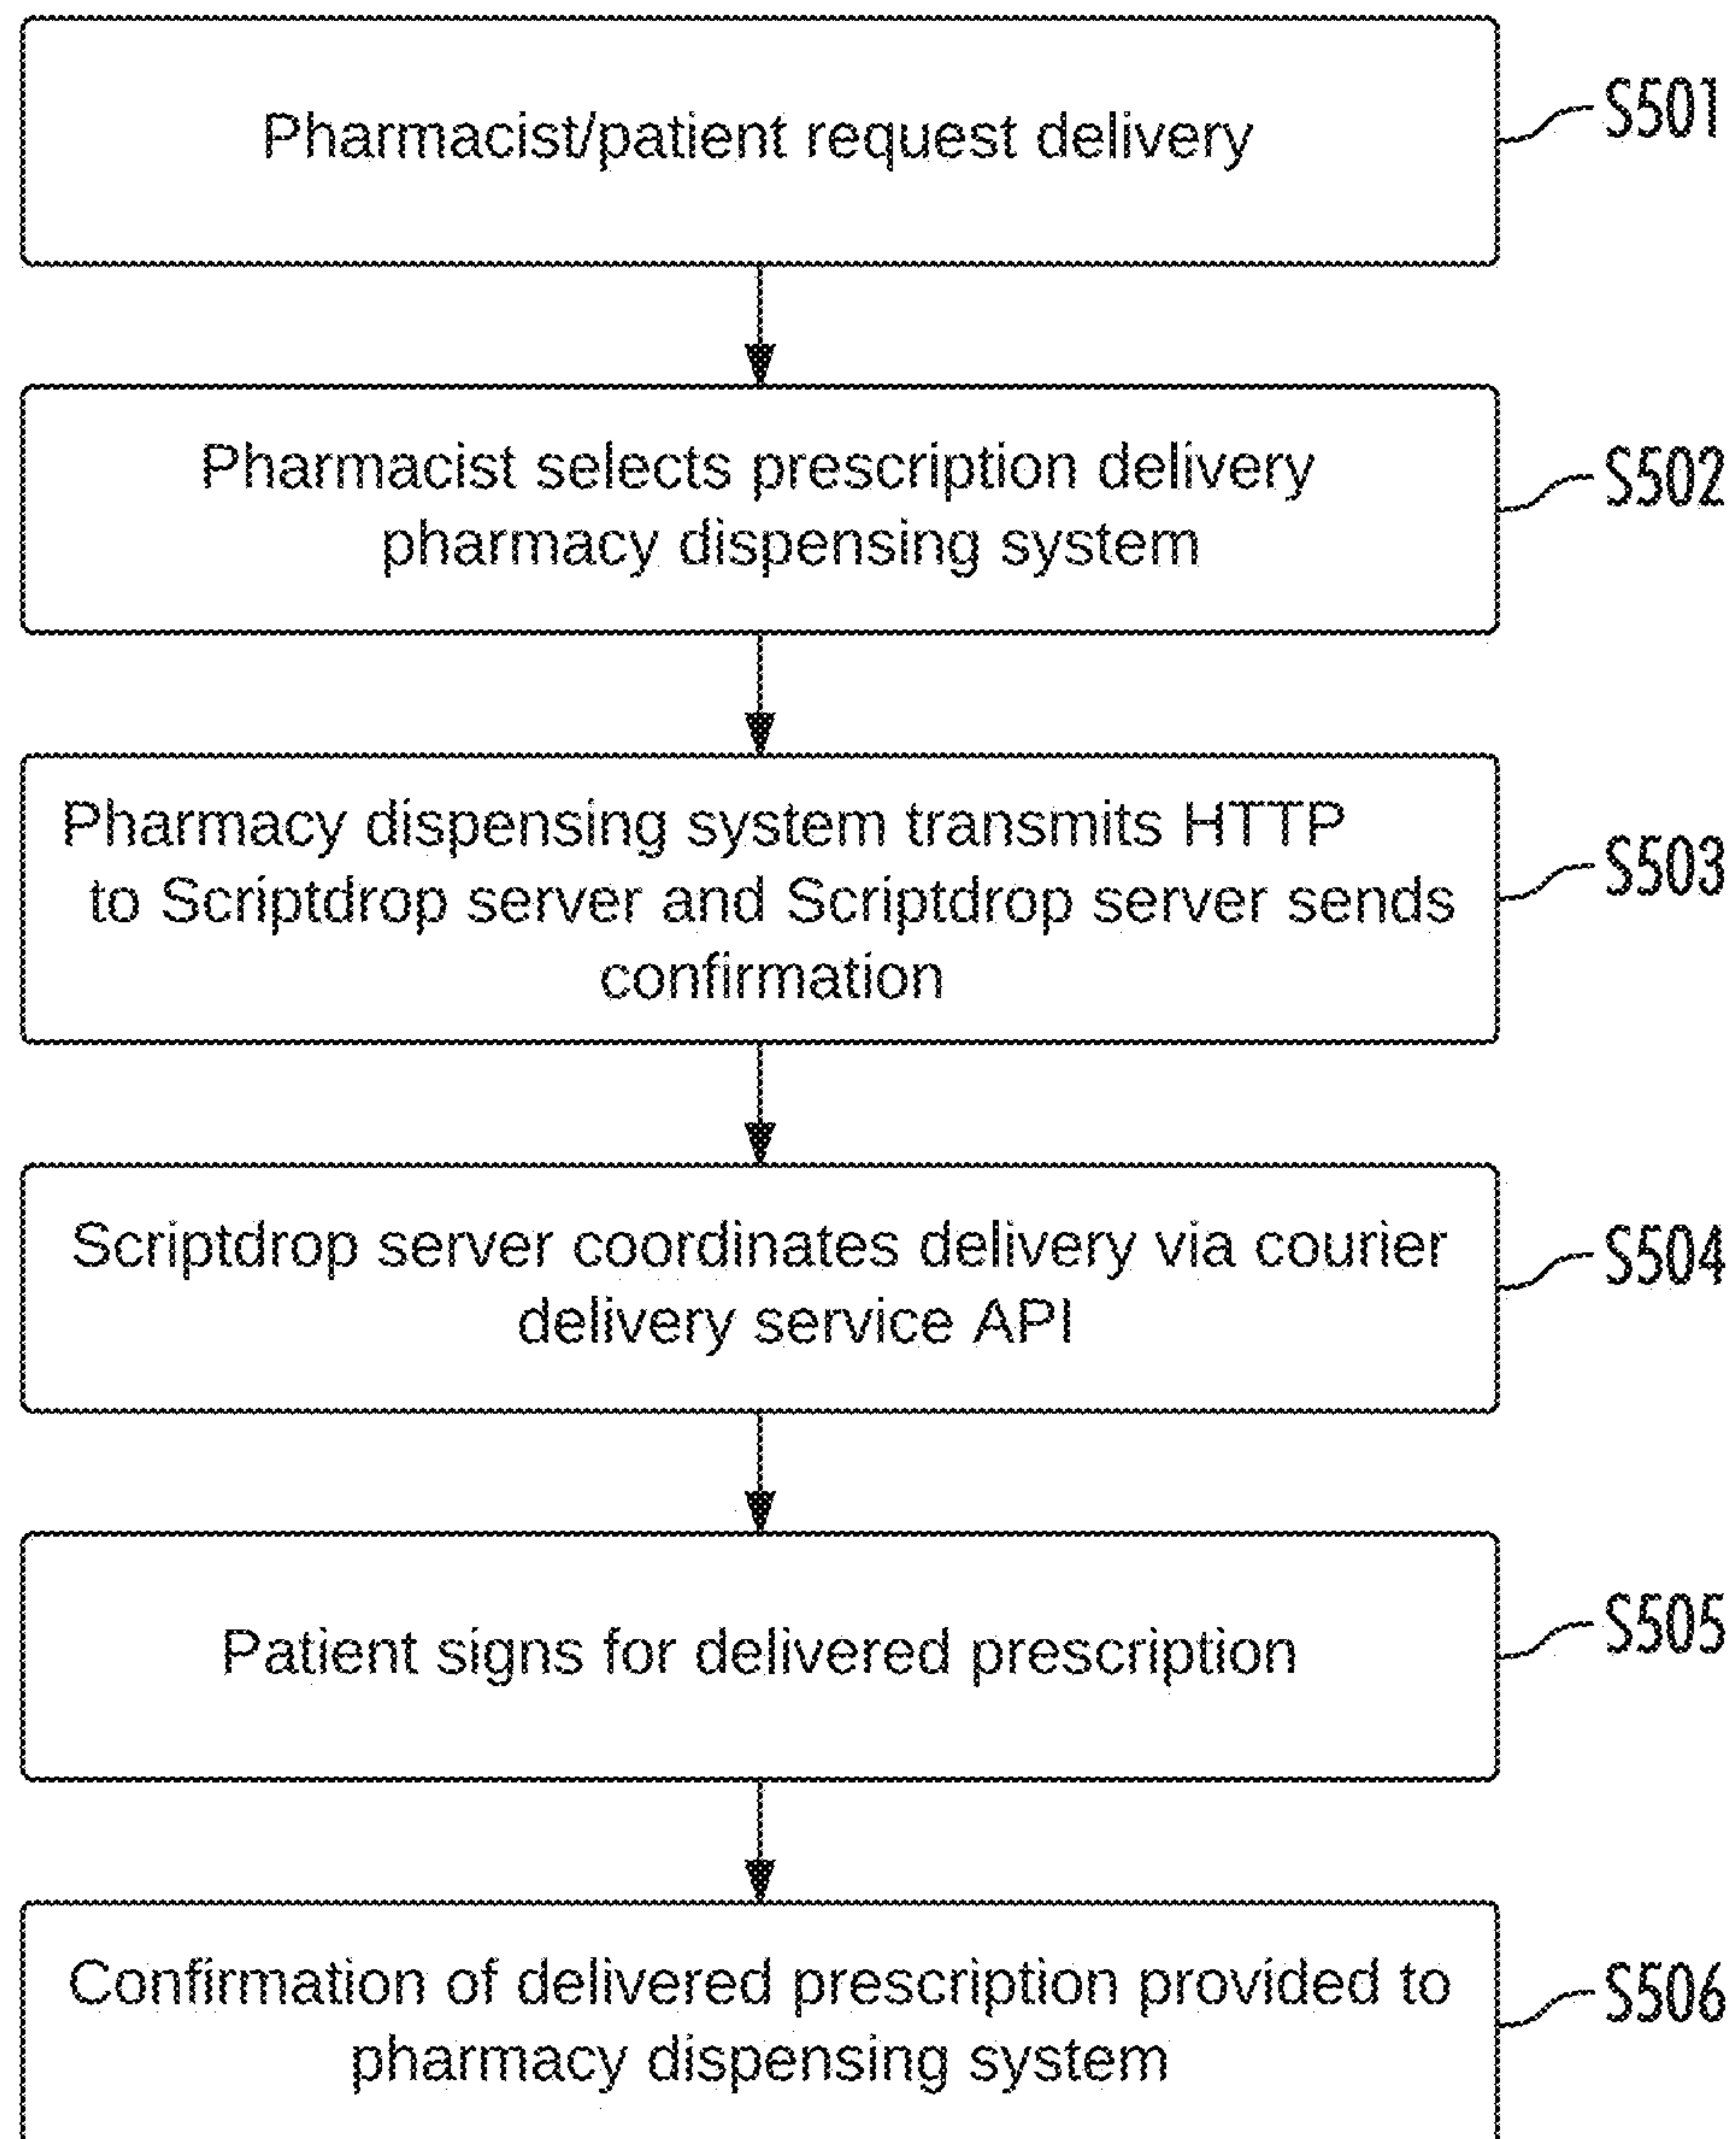 Pharmacist/patient request delivery
S501
Pharmacist selects prescription delivery
pharmacy dispensing system
S502
Pharmacy dispensing system transmits HTTP
to Scriptdrop server and Scriptdrop server sends
confirmation
S503
Scriptdrop server coordinates delivery via courier
delivery service API
S504
Patient signs for delivered prescription
S505
Confirmation of delivered prescription provided to
pharmacy dispensing system
S506